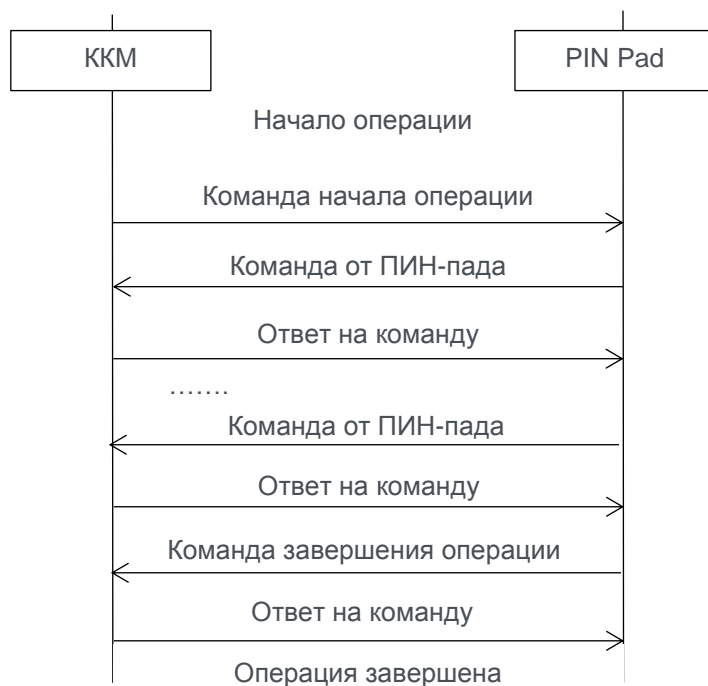 ККМ
PIN Pad
Начало операции
Команда начала операции
Команда от ПИН-пада
Ответ на команду
…….
Команда от ПИН-пада
Ответ на команду
Команда завершения операции
Ответ на команду
Операция завершена